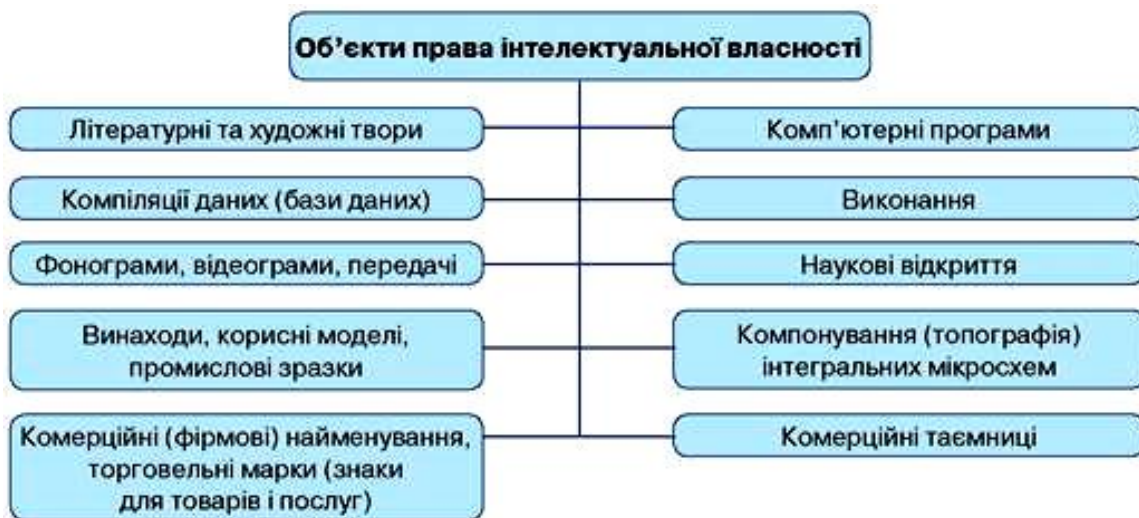 Об’єкти права інтелектуальної власності
Літературні та художні твори
Комп’ютерні програми
Компіляції даних (бази даних)
Виконання
Фонограми, відеограми, передачі
Наукові відкриття
Винаходи, корисні моделі,
промислові зразки
Компонування (топографія)
інтегральних мікросхем
Комерційні (фірмові) найменування,
торговельні марки (знаки
для товарів і послуг)
Комерційні таємниці